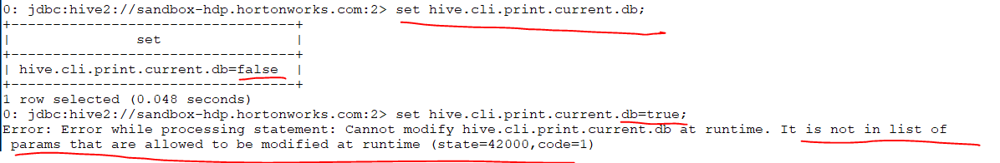 0: jdbc:hive2://sandbox-hdp.hortonworks.com:2> set hive.cli.print.current.db;
+----------------------------------+
|                set                |
+----------------------------------+
| hive.cli.print.current.db=false  |
+----------------------------------+
1 row selected (0.048 seconds)
0: jdbc:hive2://sandbox-hdp.hortonworks.com:2> set hive.cli.print.current.db=true;
Error: Error while processing statement: Cannot modify hive.cli.print.current.db at runtime. It is not in list of
params that are allowed to be modified at runtime (state=42000,code=1)